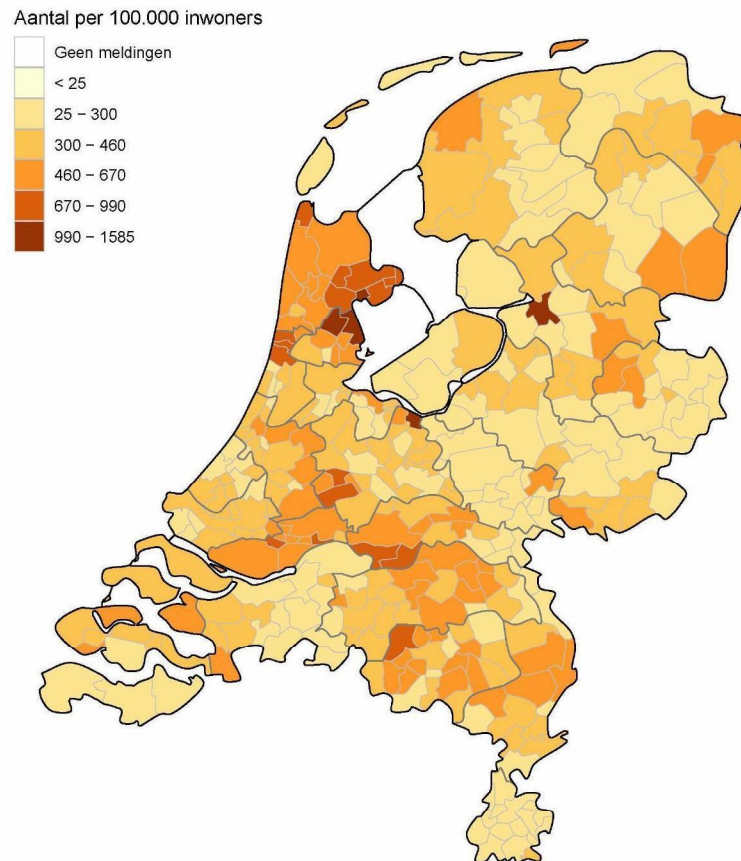 Aantal per 100.000 inwoners
Geen meldingen
< 25
25 – 300
300 – 460
460 – 670
670 – 990
990 – 1585